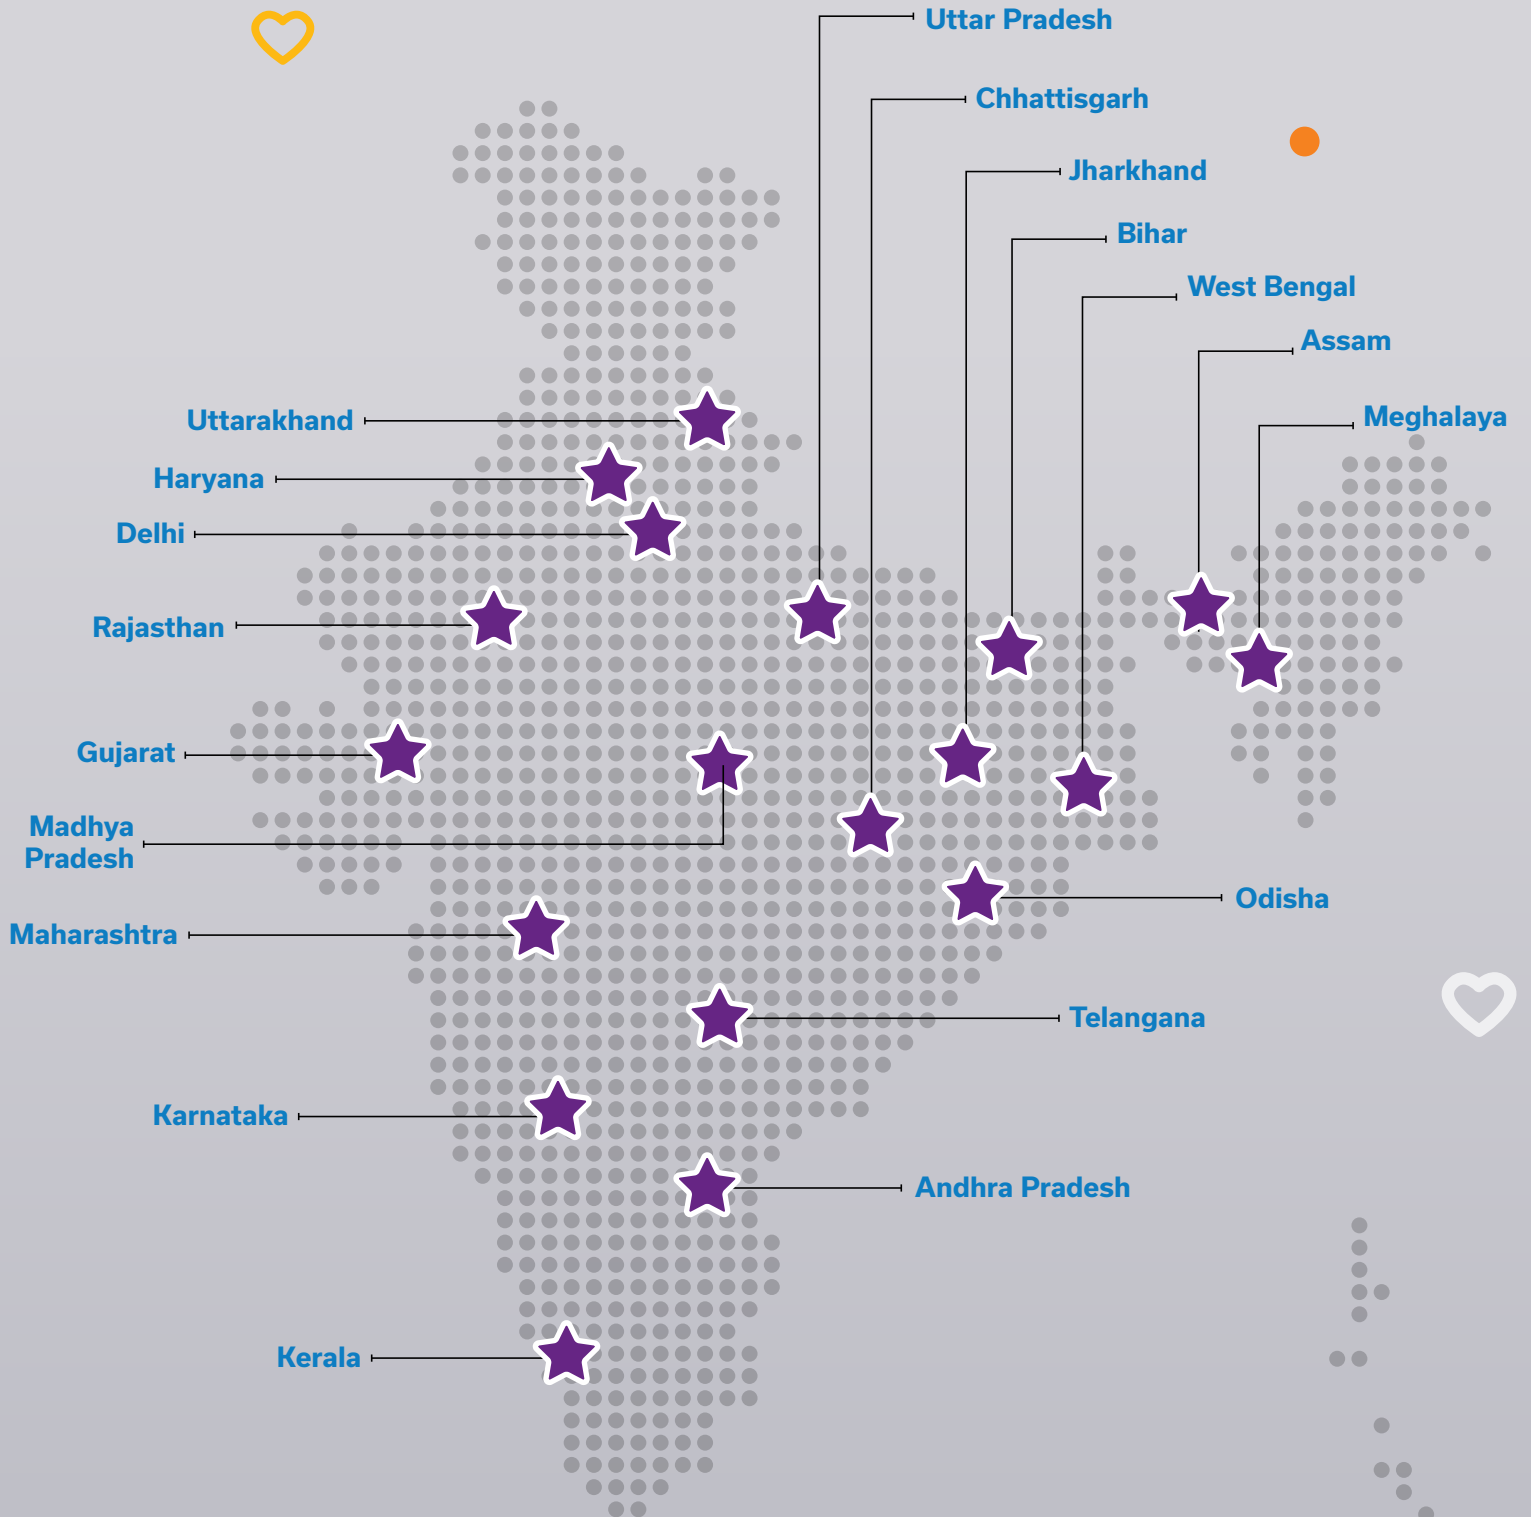 Uttar Pradesh
Chhattisgarh
Jharkhand
Bihar
West Bengal
Assam
Meghalaya
Uttarakhand
Haryana
Delhi
Rajasthan
Gujarat
Madhya
Pradesh
Odisha
Maharashtra
Telangana
Karnataka
Andhra Pradesh
Kerala